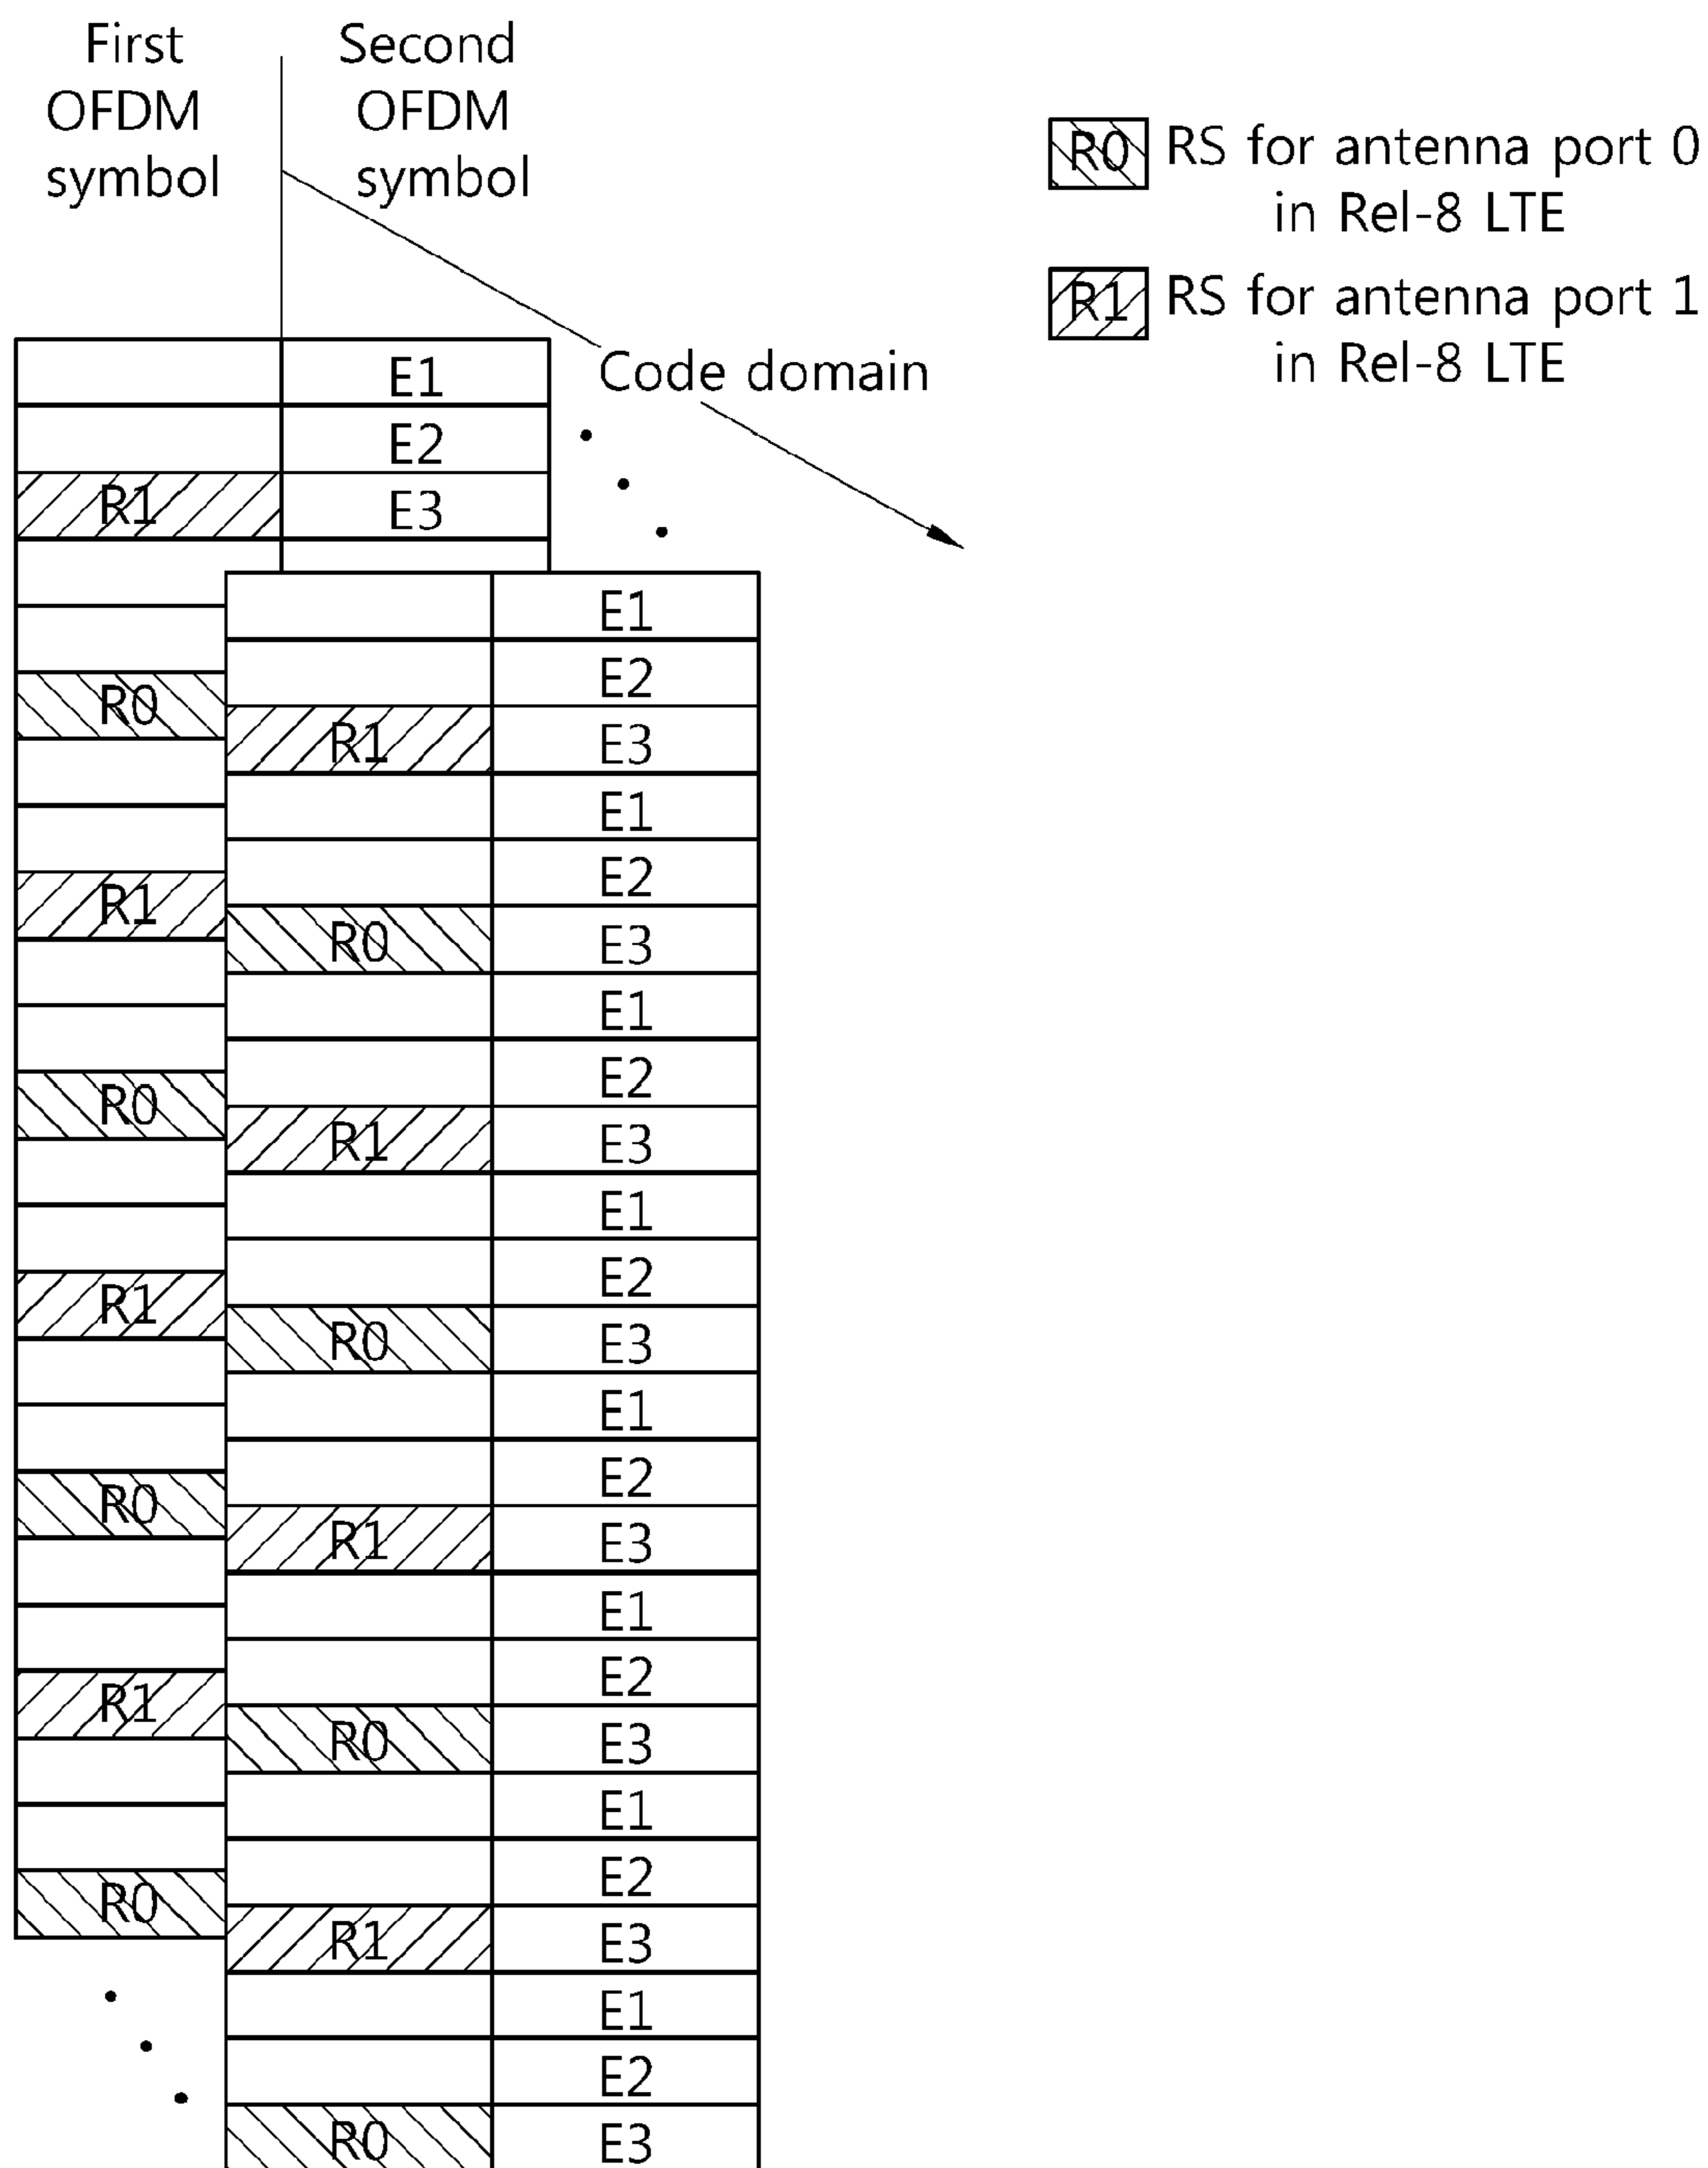 First
OFDM
symbol
Second
OFDM
symbol
R0 RS for antenna port 0
in Rel-8 LTE
R1 RS for antenna port 1
in Rel-8 LTE
Code domain
E1
E2
R1 E3
E1
E2
R0
R1 E3
E1
E2
R1
R0 E3
E1
E2
R0
R1 E3
E1
E2
R1
R0 E3
E1
E2
R0
R1 E3
E1
E2
R1
R0 E3
E1
E2
R0
R1 E3
E1
E2
R0 E3